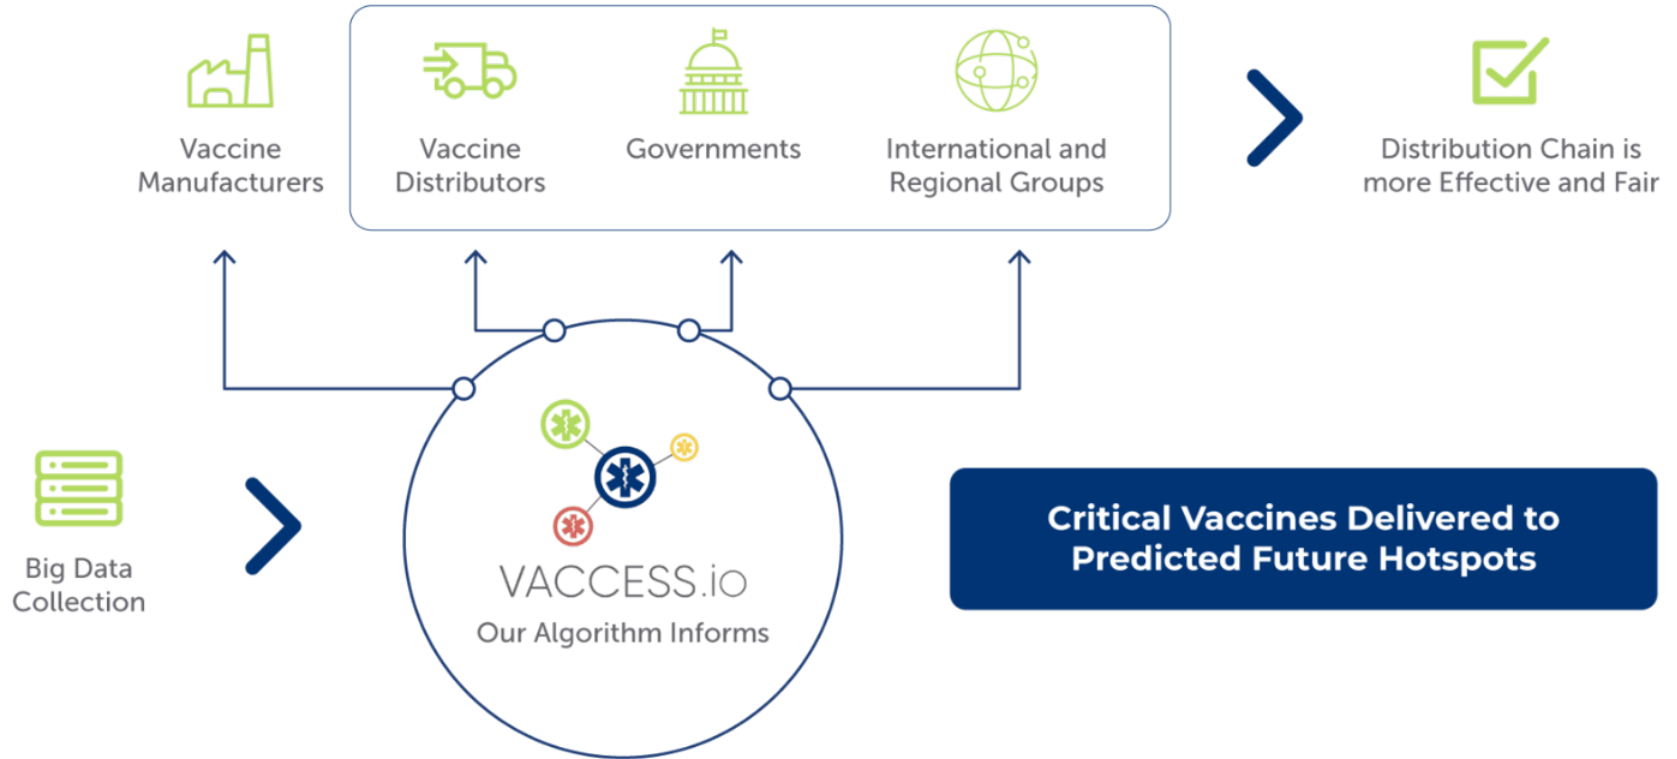 Vaccine
Manufacturers
Vaccine
Distributors
Governments
International and
Regional Groups
Distribution Chain is
more Effective and Fair
Big Data
Collection
VACCESS.io
Our Algorithm Informs
Critical Vaccines Delivered to
Predicted Future Hotspots